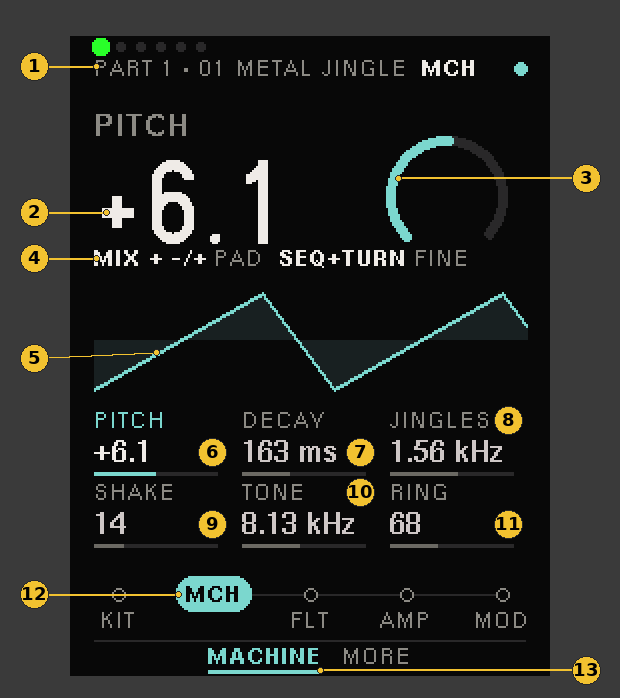 1 PART 1 · 01 METAL JINGLE MCH
PITCH
3
2 +6.1
4 MIX + -/+ PAD SEQ+TURN FINE
5
PITCH DECAY JINGLES 8
+6.1 6 163 ms 7 1.56 kHz
SHAKE TONE 10 RING
14 9 8.13 kHz 68 11
12 MCH
KIT FLT AMP MOD
MACHINE MORE
13